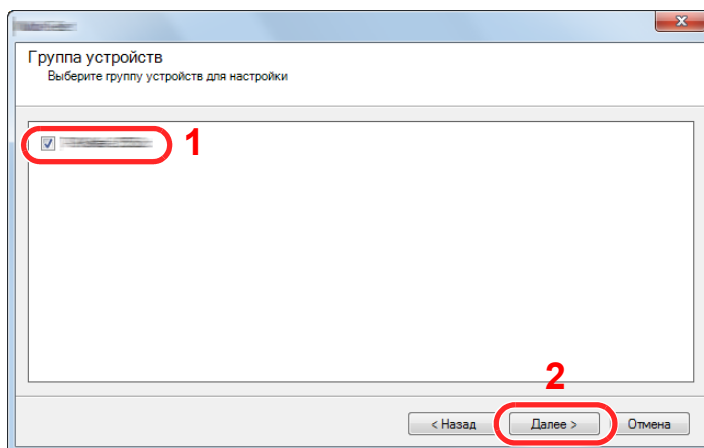 Группа устройств
Выберите группу устройств для настройки
1
2
< Назад
Далее >
Отмена